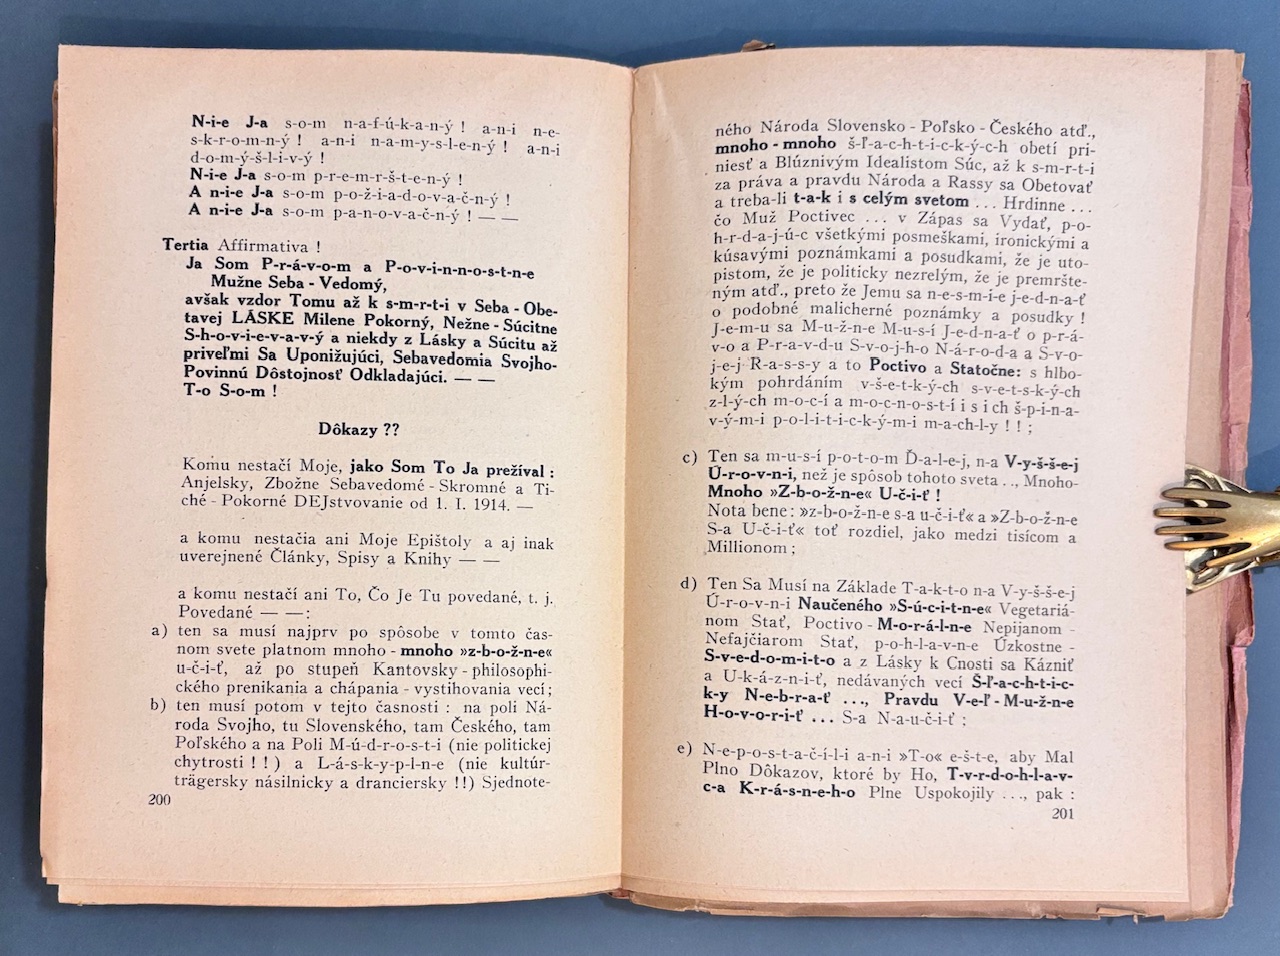 N-i-e J-a s-o-m n-a-f-ú-k-a-n-ý ! a-n-i n-e-
s-k-r-o-m-n-ý ! a-n-i n-a-m-y-s-l-e-n-ý ! a-n-i
d-o-m-ý-š-l-i-v-ý !
N-i-e J-a s-o-m p-r-e-m-r-š-t-e-n-ý !
A n-i-e J-a s-o-m p-o-ž-i-a-d-o-v-a-č-n-ý !
A n-i-e J-a s-o-m p-a-n-o-v-a-č-n-ý ! — —
Tertia Affirmativa !
Ja Som P-r-á-v-o-m a P-o-v-i-n-n-o-s-t-n-e
Mužne Seba - Vedomý,
avšak vzdor Tomu až k s-m-r-t-i v Seba - Obe-
tavej LÁSKE Milene Pokorný, Nežne - Súcitne
S-h-o-v-i-e-v-a-v-ý a niekdy z Lásky a Súcitu až
priveľmi Sa Uponižujúci, Sebavedomia Svojho-
Povinnú Dôstojnosť Odkladajúci. — —
T-o S-o-m !
Dôkazy ??
Komu nestačí Moje, jako Som To Ja prežíval :
Anjelsky, Zbožne Sebavedomé - Skromné a Ti-
ché - Pokorné DEJstvovanie od 1. I. 1914. —
a komu nestačia ani Moje Epištoly a aj inak
uverejnené Články, Spisy a Knihy — —
a komu nestačí ani To, Čo Je Tu povedané, t. j.
Povedané — —:
a) ten sa musí najprv po spôsobe v tomto čas-
nom svete platnom mnoho - mnoho »z-b-o-ž-n-e«
u-č-i-ť, až po stupeň Kantovsky - philosophi-
ckého prenikania a chápania - vystihovania vecí;
b) ten musí potom v tejto časnosti : na poli Ná-
roda Svojho, tu Slovenského, tam Českého, tam
Poľského a na Poli M-ú-d-r-o-s-t-i (nie politickej
chytrosti ! ! ) a L-á-s-k-y-p-l-n-e (nie kultúr-
trägersky násilnicky a dranciersky !!) Sjednote-
200
ného Národa Slovensko - Poľsko - Českého atď.,
mnoho - mnoho š-ľ-a-c-h-t-i-c-k-ý-c-h obetí pri-
niesť a Blúznivým Idealistom Súc, až k s-m-r-t-i
za práva a pravdu Národa a Rassy sa Obetovať
a treba-li t-a-k i s celým svetom . . . Hrdinne . . .
čo Muž Poctivec . . . v Zápas sa Vydať, p-o-
h-r-d-a-j-ú-c všetkými posmeškami, ironickými a
kúsavými poznámkami a posudkami, že je uto-
pistom, že je politicky nezrelým, že je premršte-
ným atď., preto že Jemu sa n-e-s-m-i-e j-e-d-n-a-ť
o podobné malicherné poznámky a posudky !
J-e-m-u sa M-u-ž-n-e M-u-s-í J-e-d-n-a-ť o p-r-á-
v-o a P-r-a-v-d-u S-v-o-j-h-o N-á-r-o-d-a a S-v-o-
j-e-j R-a-s-s-y a to Poctivo a Statočne: s hlbo-
kým pohrdáním v-š-e-t-k-ý-c-h s-v-e-t-s-k-ý-c-h
z-l-ý-c-h m-o-c-í a m-o-c-n-o-s-t-í i s i c h š-p-i-n-a-
v-ý-m-i p-o-l-i-t-i-c-k-ý-m-i m-a-c-h-l-y ! ! ;
c) Ten sa m-u-s-í p-o-t-o-m Ď-a-l-e-j, n-a V-y-š-š-e-j
Ú-r-o-v-n-i, než je spôsob tohoto sveta . ., Mnoho-
Mnoho »Z-b-o-ž-n-e« U-č-i-ť !
Nota bene : »z-b-o-ž-n-e s-a u-č-i-ť« a »Z-b-o-ž-n-e
S-a U-č-i-ť« toť rozdiel, jako medzi tisícom a
Millionom ;
d) Ten Sa Musí na Základe T-a-k-t-o n-a V-y-š-š-e-j
Ú-r-o-v-n-i Naučeného »S-ú-c-i-t-n-e« Vegetariá-
nom Stať, Poctivo - M-o-r-á-l-n-e Nepijanom -
Nefajčiarom Stať, p-o-h-l-a-v-n-e Úzkostne -
S-v-e-d-o-m-i-t-o a z Lásky k Cnosti sa Kázniť
a U-k-á-z-n-i-ť, nedávaných vecí Š-ľ-a-c-h-t-i-c-
k-y N-e-b-r-a-ť . . ., Pravdu V-e-ľ - M-u-ž-n-e
H-o-v-o-r-i-ť . . . S-a N-a-u-č-i-ť ;
e) N-e-p-o-s-t-a-č-í-l-i a-n-i »T-o« e-š-t-e, aby Mal
Plno Dôkazov, ktoré by Ho, T-v-r-d-o-h-l-a-v-
c-a K-r-á-s-n-e-h-o Plne Uspokojily . . ., pak :
201